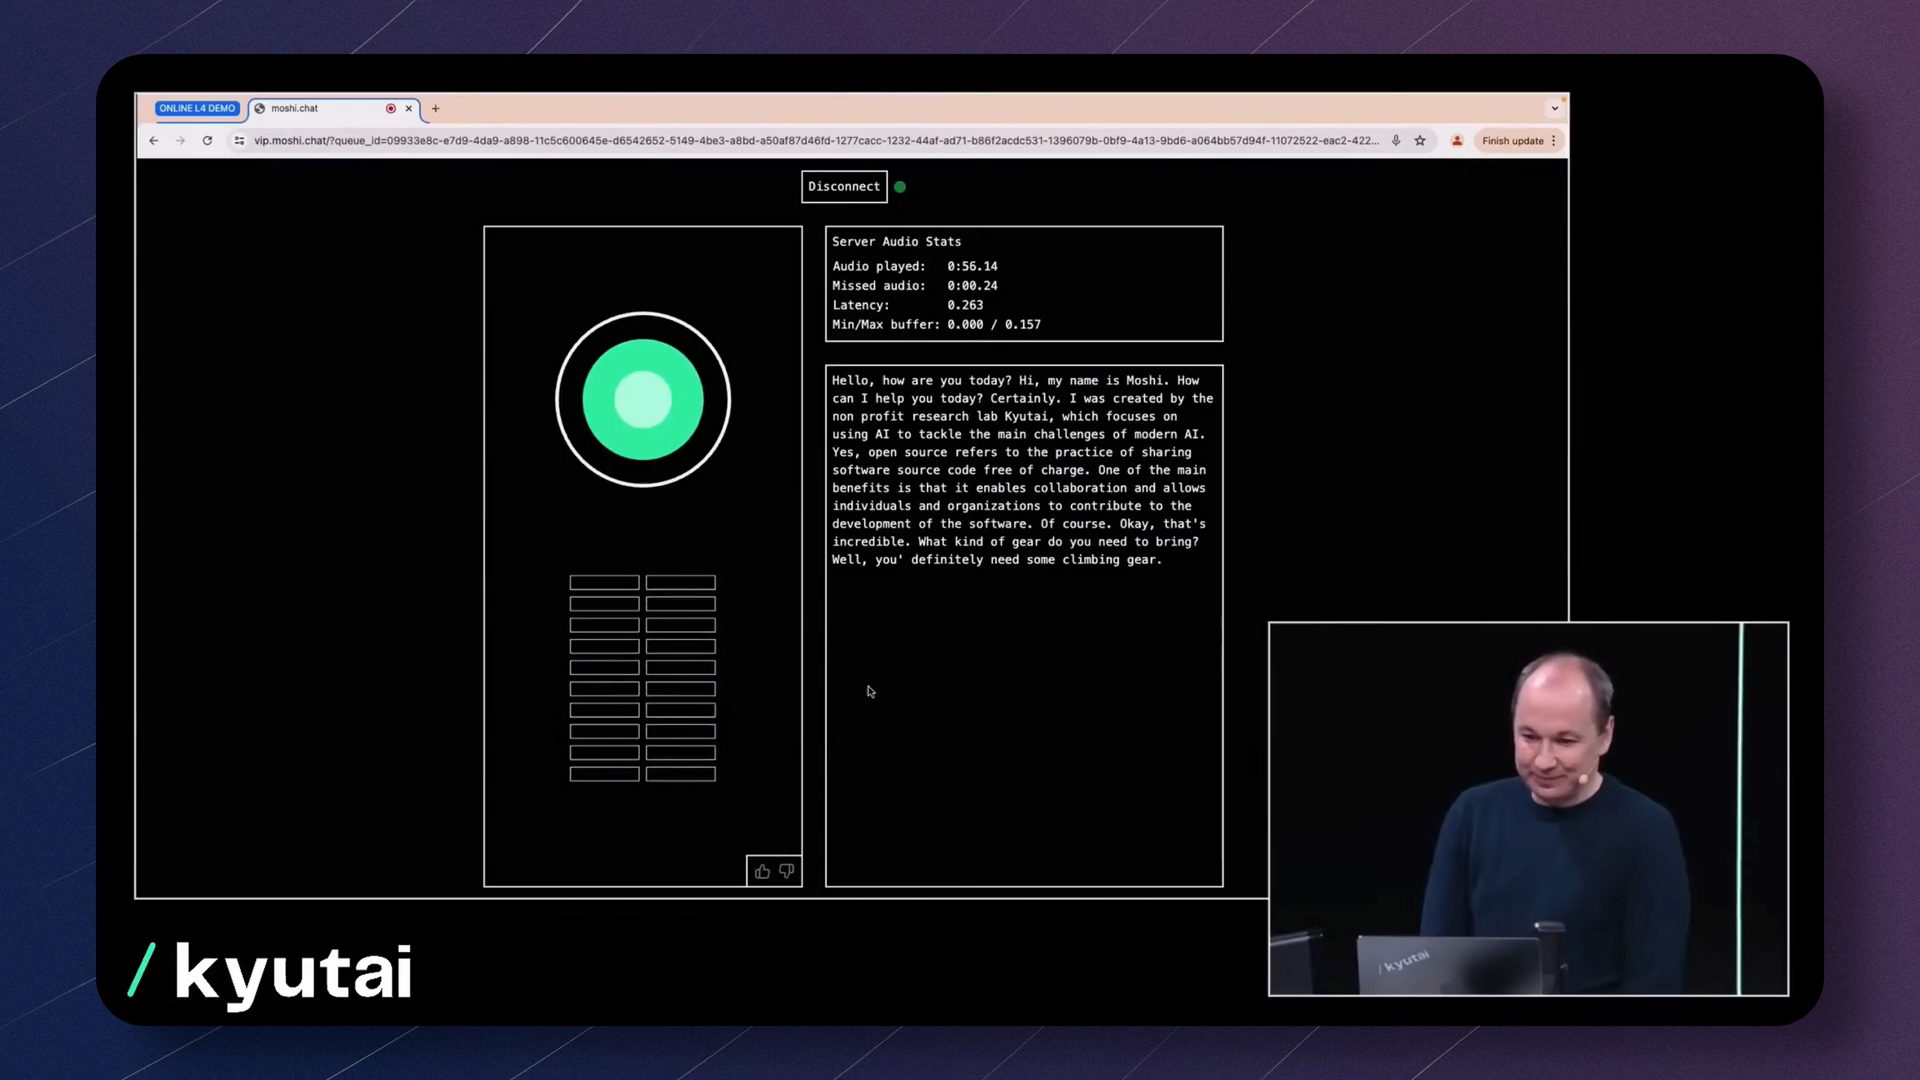 ONLINE L4 DEMO
moshi.chat
vip.moshi.chat/?queue_id=09933e8c-e7d9-4da9-a898-11c5c600645e-d6542652-5149-4be3-a8bd-a50af87d46fd-1277cacc-1232-44af-ad71-b86f2acdc531-1396079b-0bf9-4a13-9bd6-a064bb57d94f-11072522-eac2-422...
Finish update
Disconnect
Server Audio Stats
Audio played: 0:56.14
Missed audio: 0:00.24
Latency: 0.263
Min/Max buffer: 0.000 / 0.157
Hello, how are you today? Hi, my name is Moshi. How
can I help you today? Certainly. I was created by the
non profit research lab Kyutai, which focuses on
using AI to tackle the main challenges of modern AI.
Yes, open source refers to the practice of sharing
software source code free of charge. One of the main
benefits is that it enables collaboration and allows
individuals and organizations to contribute to the
development of the software. Of course. Okay, that's
incredible. What kind of gear do you need to bring?
Well, you' definitely need some climbing gear.
/ kyutai
/ kyutai